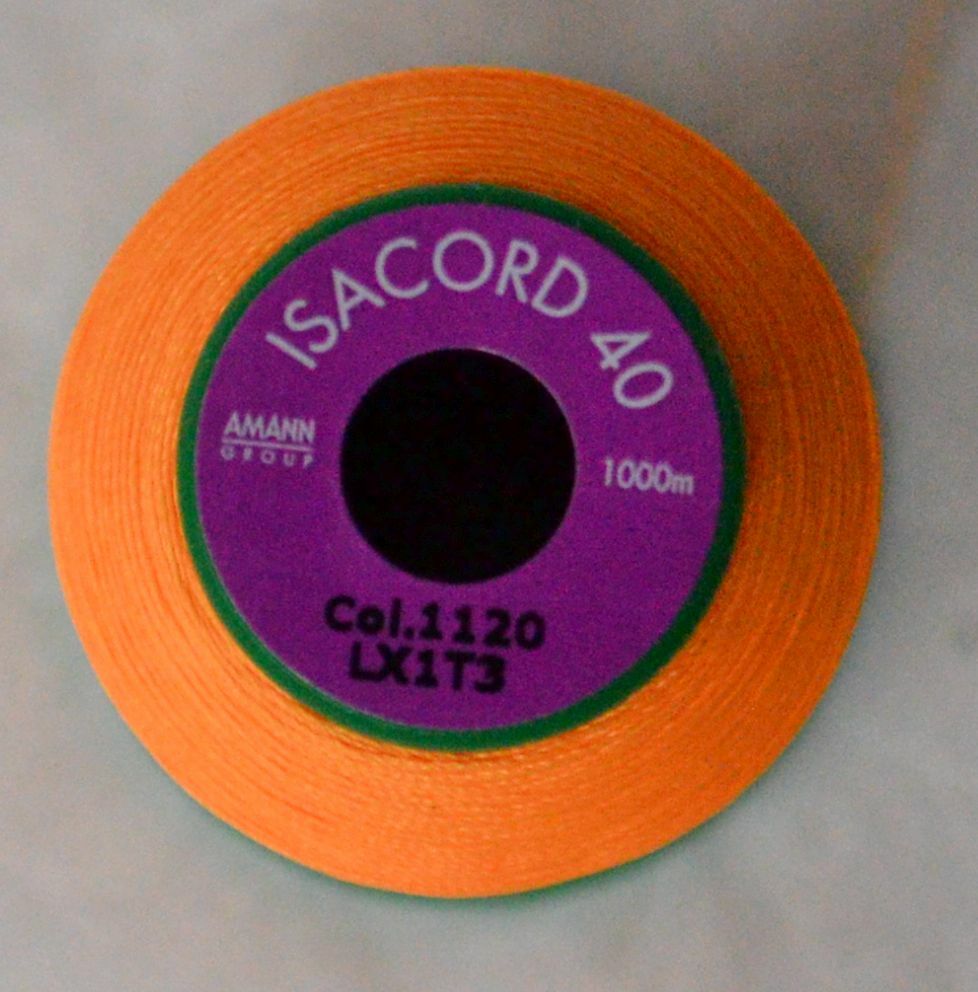 ISACORD 40
AMANN
GROUP
1000m
Col.1120
LX1T3